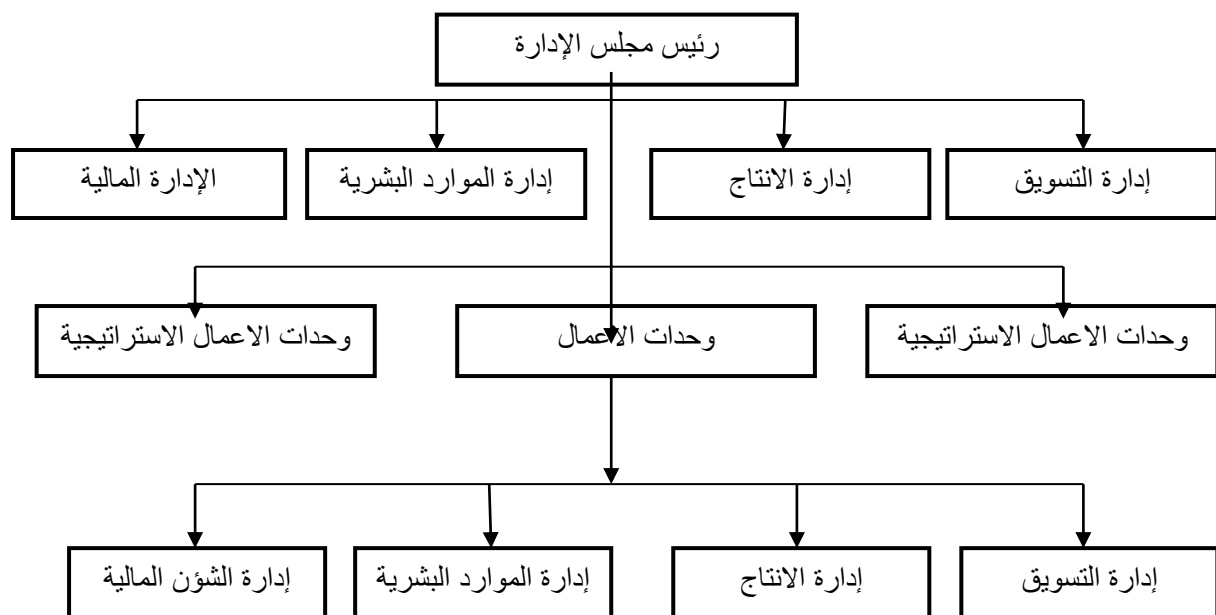 رئيس مجلس الإدارة
إدارة التسويق
إدارة الانتاج
إدارة الموارد البشرية
الإدارة المالية
وحدات الاعمال الاستراتيجية
وحدات الاعمال
وحدات الاعمال الاستراتيجية
إدارة التسويق
إدارة الانتاج
إدارة الموارد البشرية
إدارة الشؤن المالية